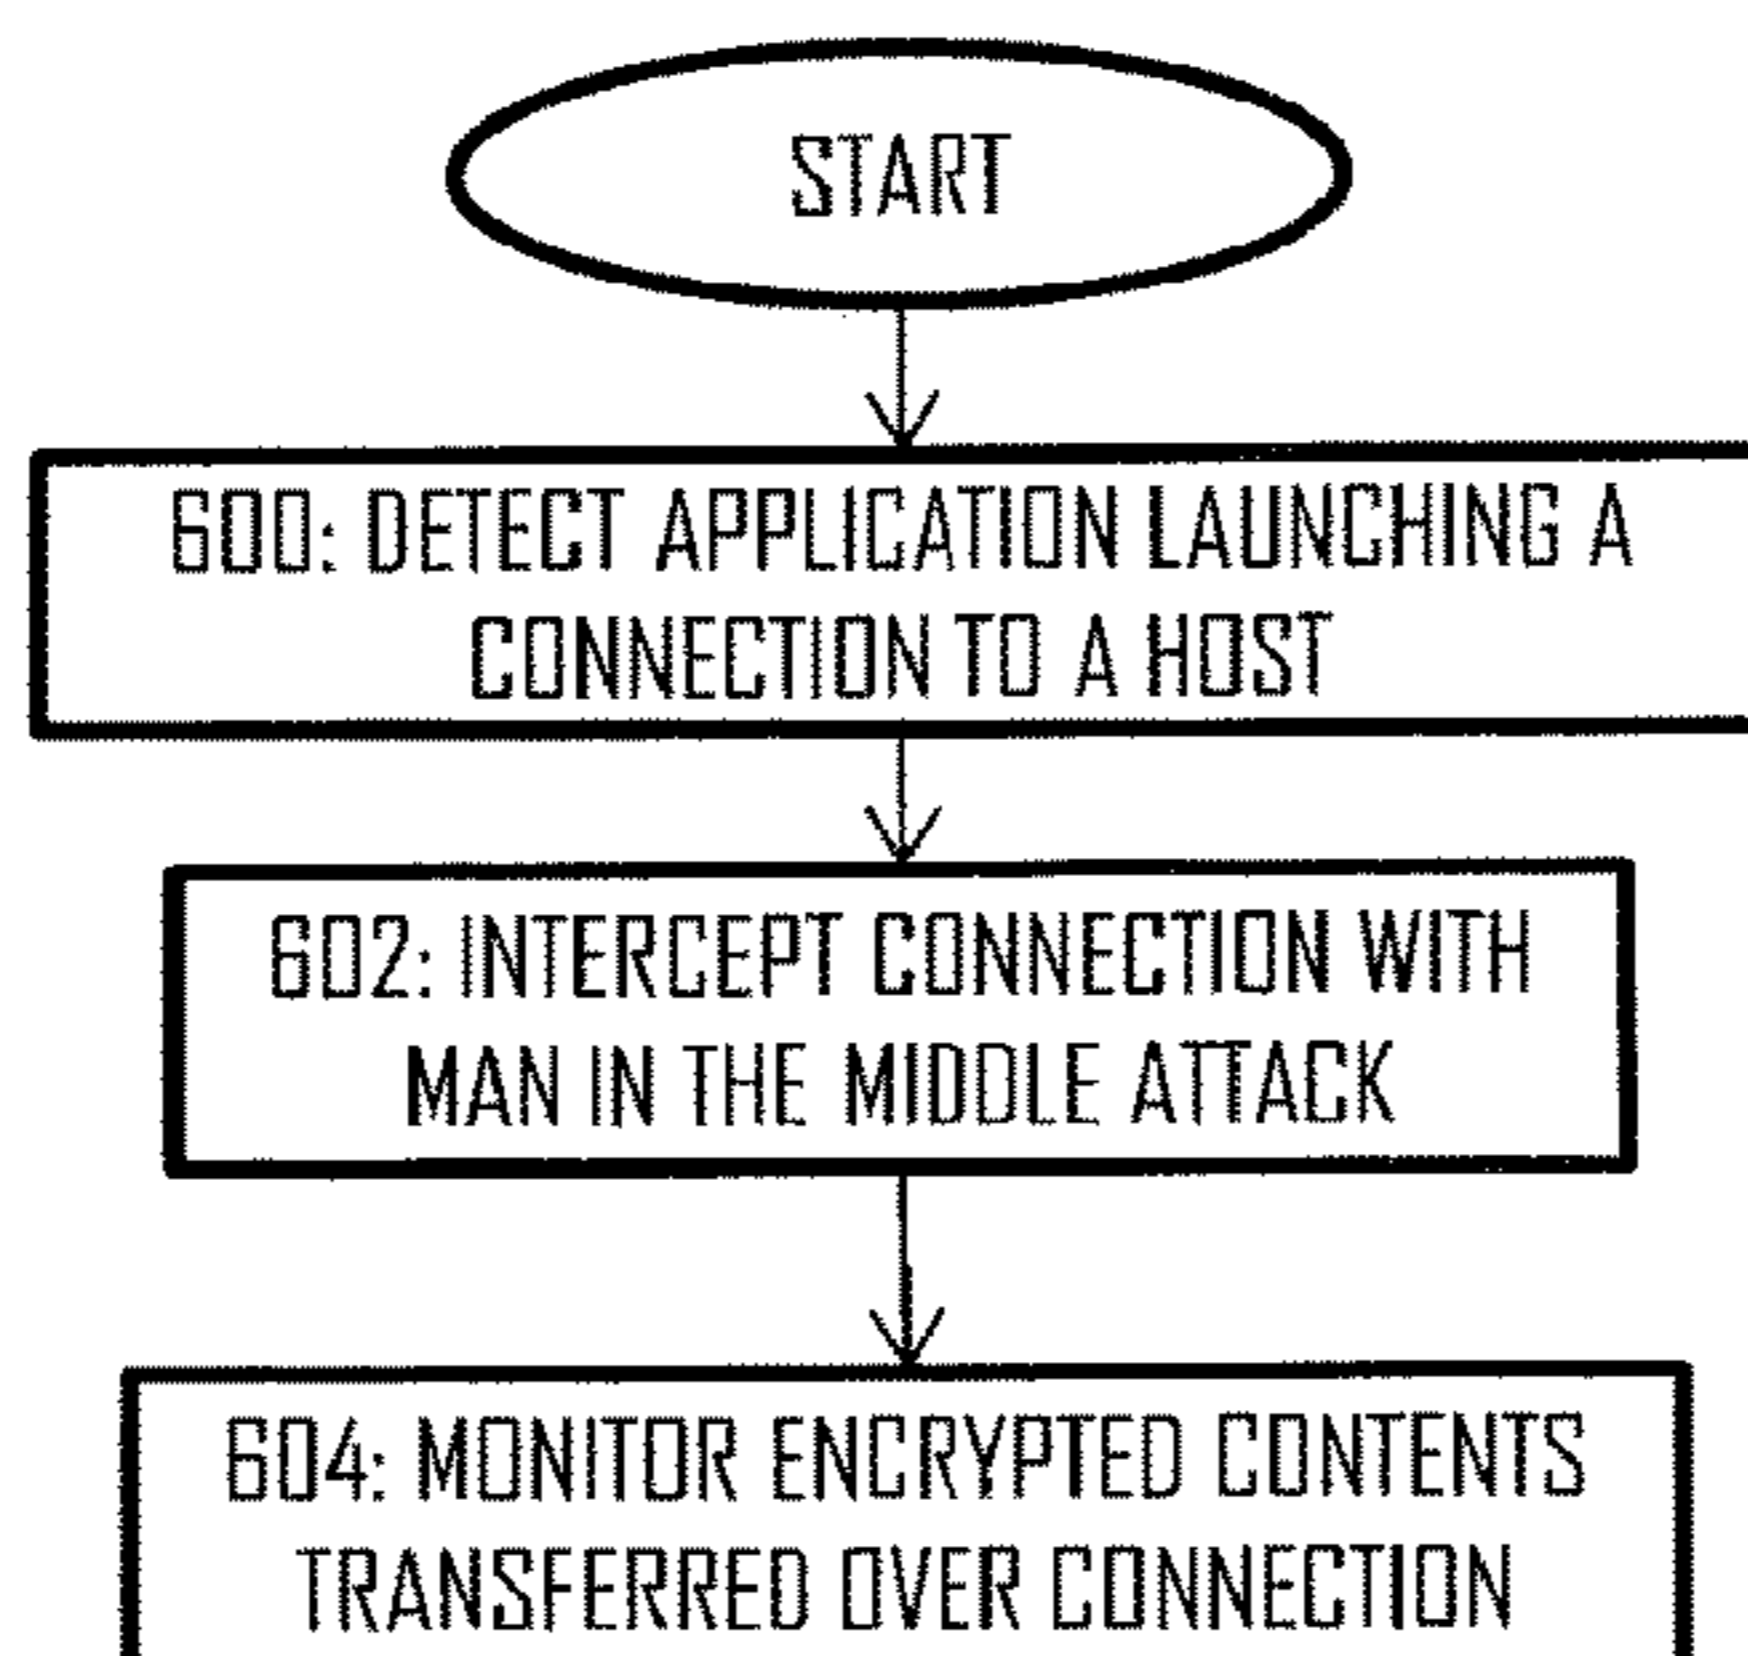 START
600: DETECT APPLICATION LAUNCHING A
CONNECTION TO A HOST
602: INTERCEPT CONNECTION WITH
MAN IN THE MIDDLE ATTACK
604: MONITOR ENCRYPTED CONTENTS
TRANSFERRED OVER CONNECTION